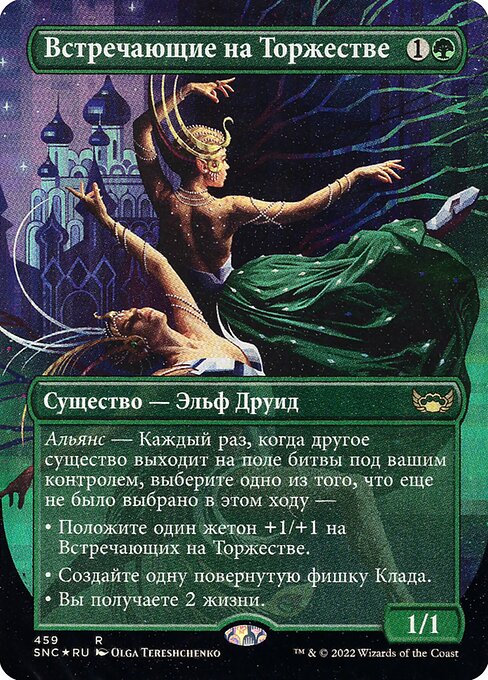 Встречающие на Торжестве 1
Существо — Эльф Друид
Альянс — Каждый раз, когда другое
существо выходит на поле битвы под вашим
контролем, выберите одно из того, что еще
не было выбрано в этом ходу —
• Положите один жетон +1/+1 на
Встречающих на Торжестве.
• Создайте одну повернутую фишку Клада.
• Вы получаете 2 жизни.
1/1
459 R
SNC ★ RU Olga Tereshchenko
™ & © 2022 Wizards of the Coast